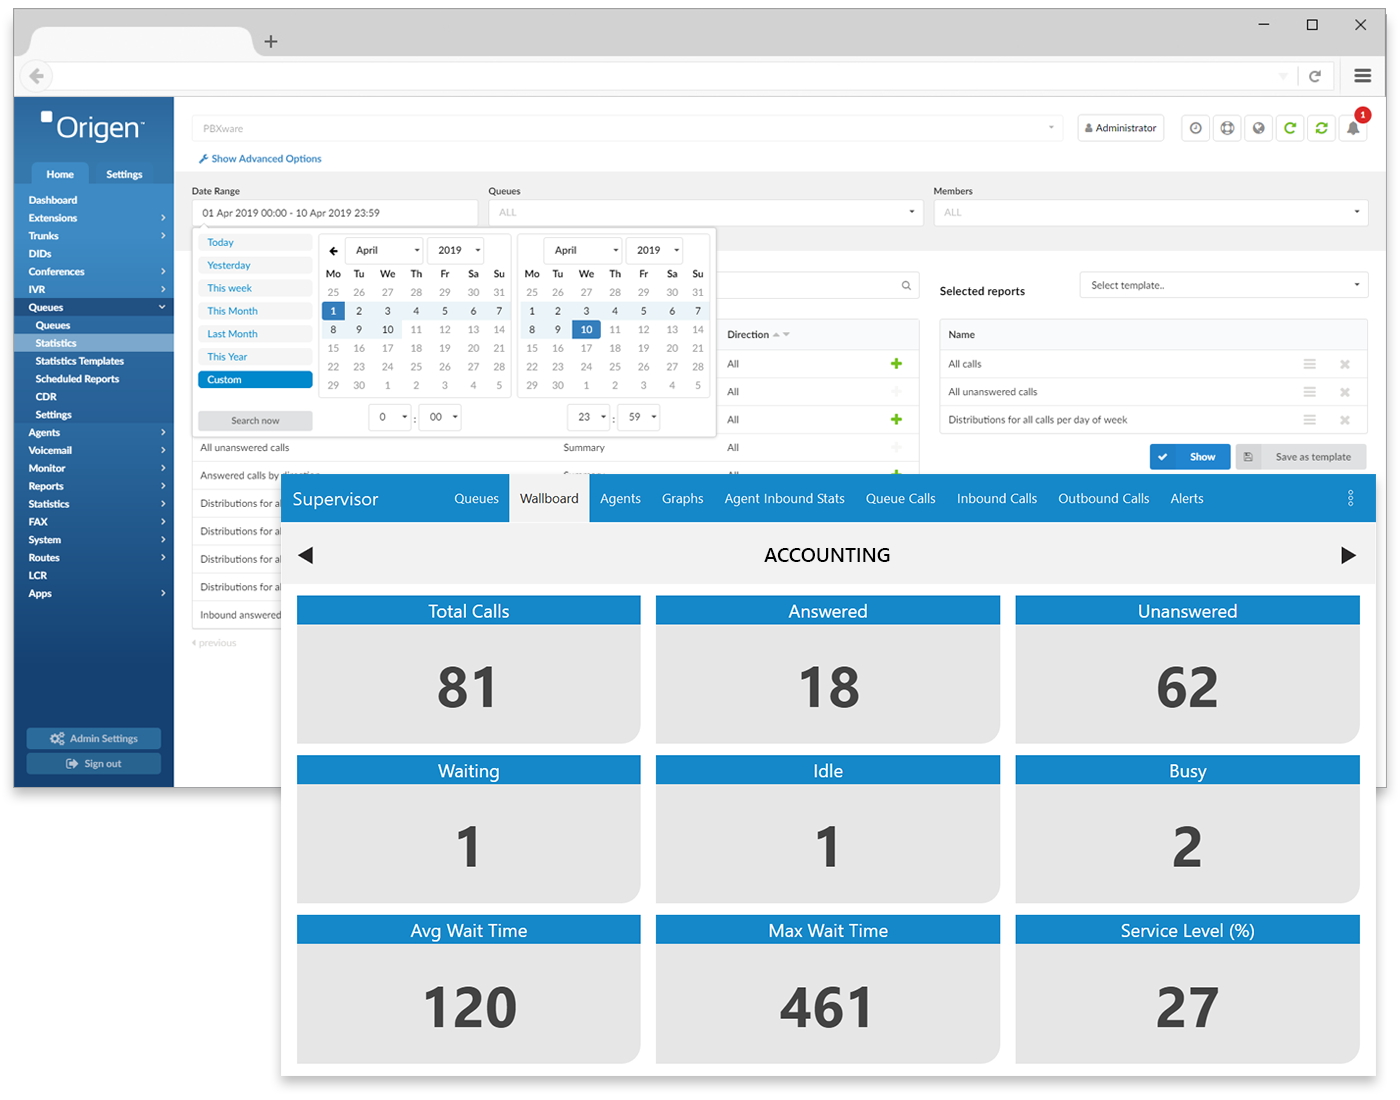 Origen™
PBXware
Administrator
1
Show Advanced Options
Home Settings
Dashboard
Extensions
Trunks
DIDs
Conferences
IVR
Queues
Queues
Statistics
Statistics Templates
Scheduled Reports
CDR
Settings
Agents
Voicemail
Monitor
Reports
Statistics
FAX
System
Routes
LCR
Apps
Admin Settings
Sign out
Date Range Queues Members
01 Apr 2019 00:00 - 10 Apr 2019 23:59 ALL ALL
Today
Yesterday
This week
This Month
Last Month
This Year
Custom
Search now
April 2019
Mo Tu We Th Fr Sa Su
25 26 27 28 29 30 31
1 2 3 4 5 6 7
8 9 10 11 12 13 14
15 16 17 18 19 20 21
22 23 24 25 26 27 28
29 30 1 2 3 4 5
0 : 00
April 2019
Mo Tu We Th Fr Sa Su
25 26 27 28 29 30 31
1 2 3 4 5 6 7
8 9 10 11 12 13 14
15 16 17 18 19 20 21
22 23 24 25 26 27 28
29 30 1 2 3 4 5
23 : 59
Direction
All
All
All
All unanswered calls Summary All
Answered calls by direction All
Distributions for al
Distributions for al
Distributions for al
Distributions for al
Inbound answered
previous
Selected reports Select template..
Name
All calls
All unanswered calls
Distributions for all calls per day of week
Show Save as template
Supervisor Queues Wallboard Agents Graphs Agent Inbound Stats Queue Calls Inbound Calls Outbound Calls Alerts
ACCOUNTING
Total Calls Answered Unanswered
81 18 62
Waiting Idle Busy
1 1 2
Avg Wait Time Max Wait Time Service Level (%)
120 461 27